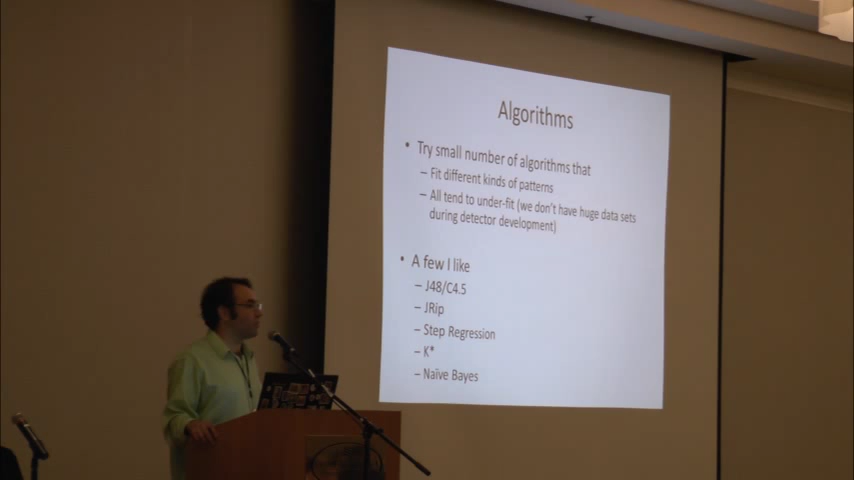 Algorithms
• Try small number of algorithms that
– Fit different kinds of patterns
– All tend to under-fit (we don't have huge data sets
during detector development)
• A few I like
– J48/C4.5
– JRip
– Step Regression
– K*
– Naïve Bayes